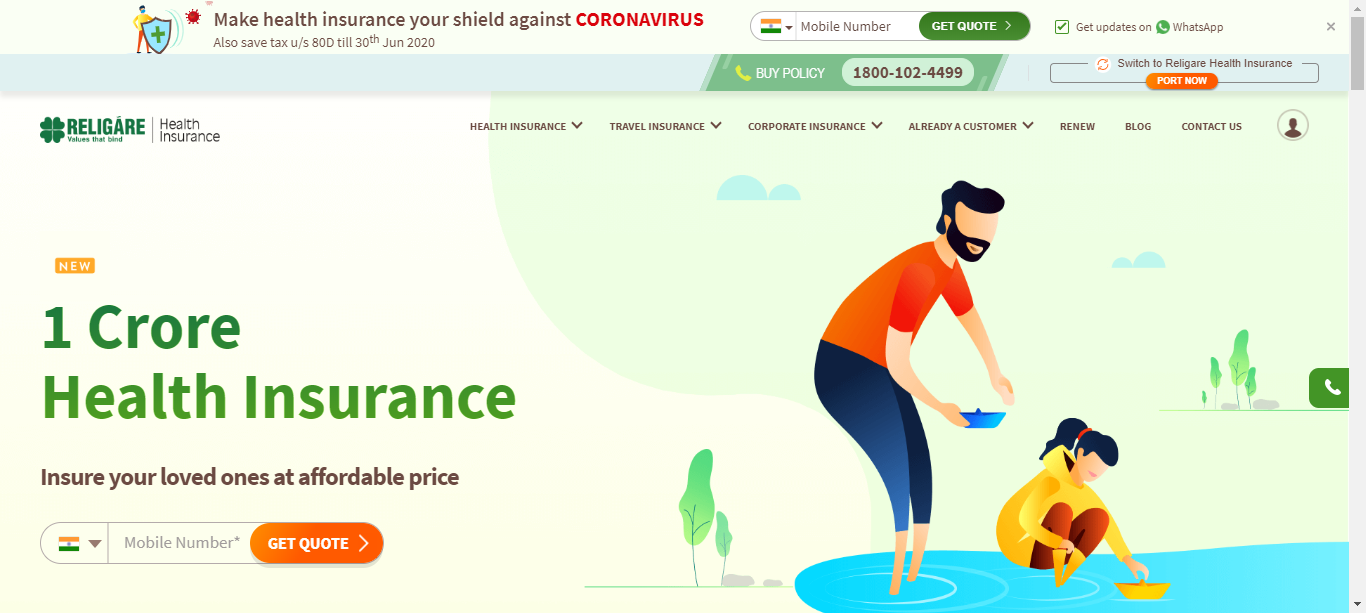 Make health insurance your shield against CORONAVIRUS
Also save tax u/s 80D till 30th Jun 2020
Mobile Number
GET QUOTE
Get updates on WhatsApp
BUY POLICY 1800-102-4499
Switch to Religare Health Insurance
PORT NOW
RELIGÁRE
Values that bind
Health
Insurance
HEALTH INSURANCE TRAVEL INSURANCE CORPORATE INSURANCE ALREADY A CUSTOMER RENEW BLOG CONTACT US
NEW
1 Crore
Health Insurance
Insure your loved ones at affordable price
Mobile Number* GET QUOTE